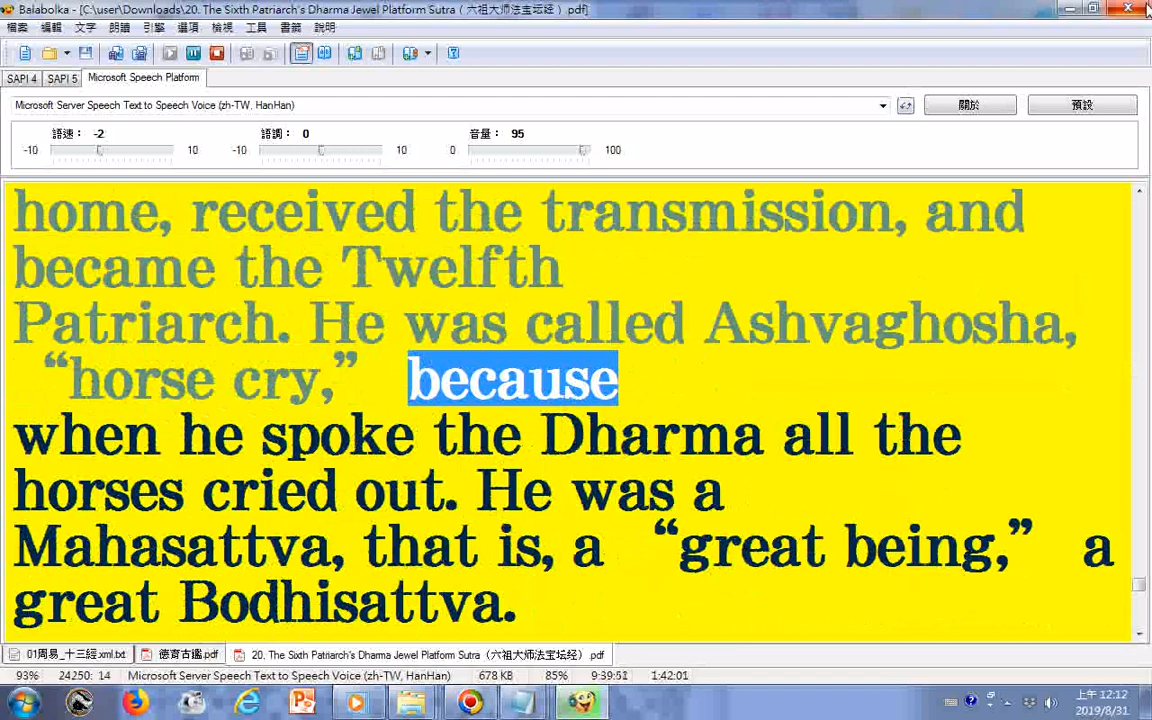 Balabolka - [C:\user\Downloads\20. The Sixth Patriarch's Dharma Jewel Platform Sutra（六祖大师法宝坛经）pdf]
檔案 編輯 文字 朗讀 引擎 選項 檢視 工具 書籤 說明
SAPI 4 SAPI 5 Microsoft Speech Platform
Microsoft Server Speech Text to Speech Voice (zh-TW, HanHan) 關於 預設
語速： -2 語調： 0 音量： 95
-10 10 -10 10 0 100
home, received the transmission, and
became the Twelfth
Patriarch. He was called Ashvaghosha,
“horse cry,” because
when he spoke the Dharma all the
horses cried out. He was a
Mahasattva, that is, a “great being,” a
great Bodhisattva.
01周易_十三經.xml.txt 德育古鑑.pdf 20. The Sixth Patriarch's Dharma Jewel Platform Sutra（六祖大师法宝坛经）pdf
93% 24250: 14 Microsoft Server Speech Text to Speech Voice (zh-TW, HanHan) 678 KB 85% 9:39:51 1:42:01
上午 12:12
2019/8/31